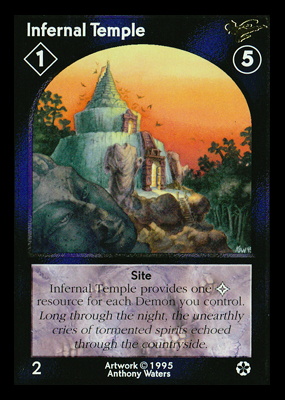 Infernal Temple
1
5
Site
Infernal Temple provides one
resource for each Demon you control.
Long through the night, the unearthly
cries of tormented spirits echoed
through the countryside.
2
Artwork © 1995
Anthony Waters